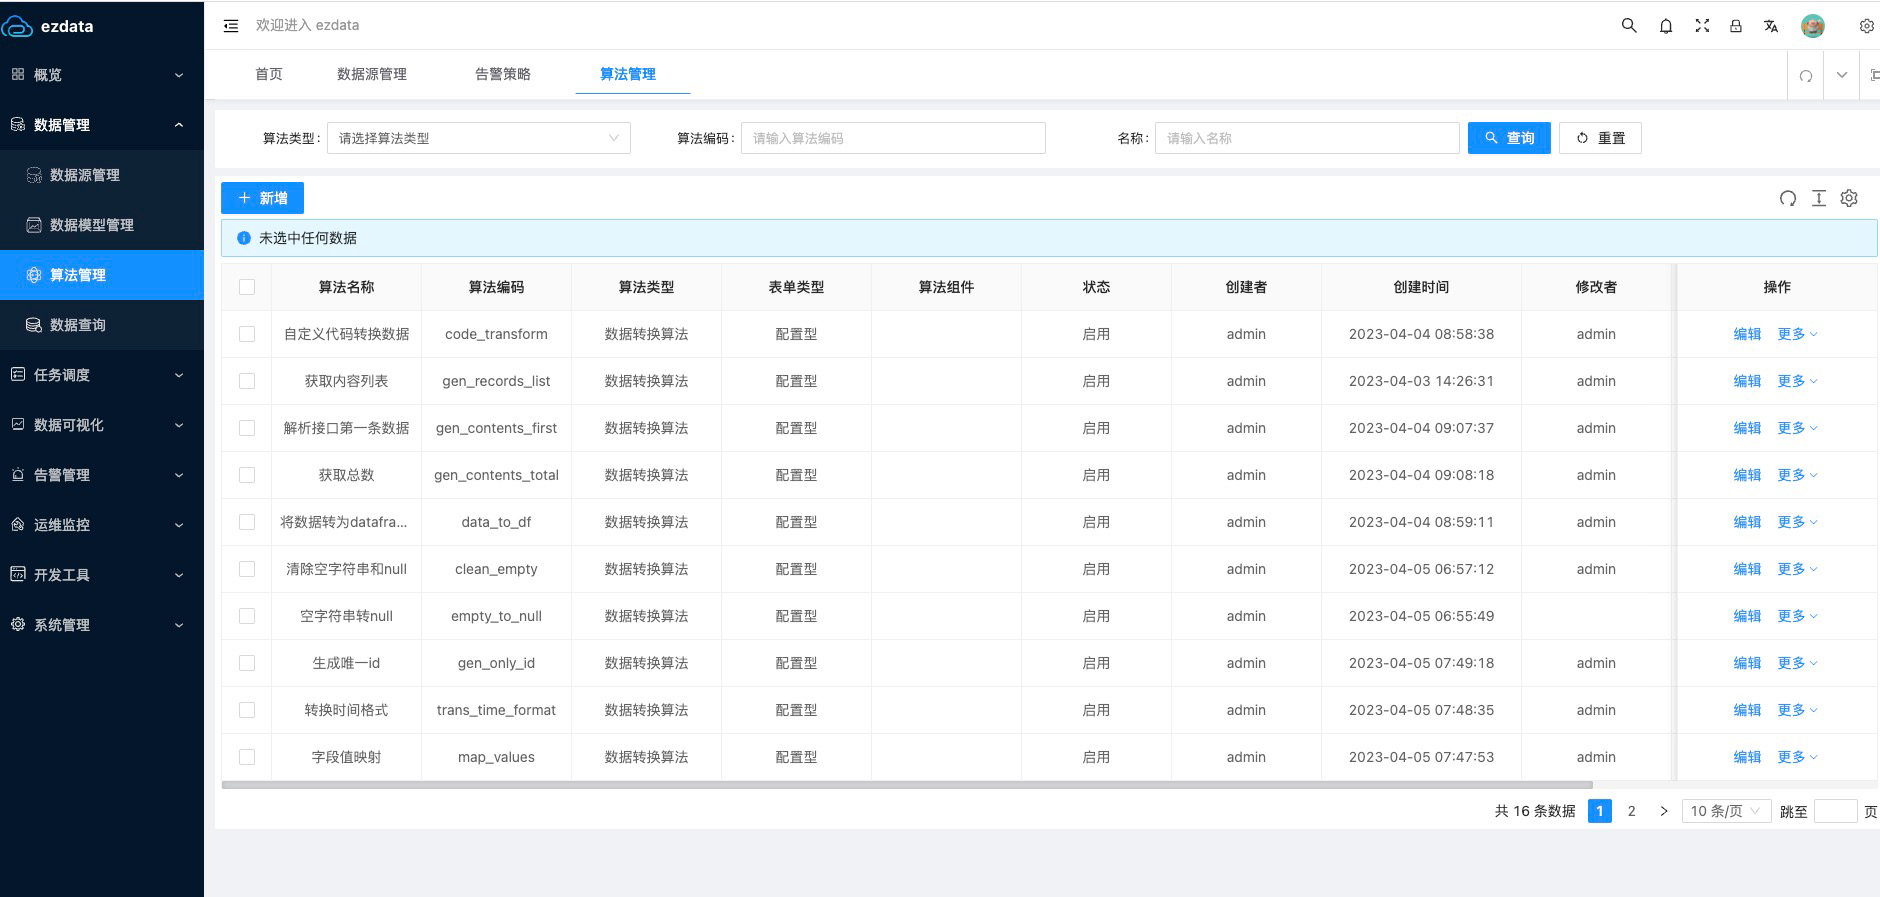 ezdata
欢迎进入 ezdata
概览
数据管理
数据源管理
数据模型管理
算法管理
数据查询
任务调度
数据可视化
告警管理
运维监控
开发工具
系统管理
首页 数据源管理 告警策略 算法管理
算法类型: 请选择算法类型 算法编码: 请输入算法编码 名称: 请输入名称 查询 重置
新增
未选中任何数据
算法名称 算法编码 算法类型 表单类型 算法组件 状态 创建者 创建时间 修改者 操作
自定义代码转换数据 code_transform 数据转换算法 配置型 启用 admin 2023-04-04 08:58:38 admin 编辑 更多
获取内容列表 gen_records_list 数据转换算法 配置型 启用 admin 2023-04-03 14:26:31 admin 编辑 更多
解析接口第一条数据 gen_contents_first 数据转换算法 配置型 启用 admin 2023-04-04 09:07:37 admin 编辑 更多
获取总数 gen_contents_total 数据转换算法 配置型 启用 admin 2023-04-04 09:08:18 admin 编辑 更多
将数据转为datafra... data_to_df 数据转换算法 配置型 启用 admin 2023-04-04 08:59:11 admin 编辑 更多
清除空字符串和null clean_empty 数据转换算法 配置型 启用 admin 2023-04-05 06:57:12 admin 编辑 更多
空字符串转null empty_to_null 数据转换算法 配置型 启用 admin 2023-04-05 06:55:49 编辑 更多
生成唯一id gen_only_id 数据转换算法 配置型 启用 admin 2023-04-05 07:49:18 admin 编辑 更多
转换时间格式 trans_time_format 数据转换算法 配置型 启用 admin 2023-04-05 07:48:35 admin 编辑 更多
字段值映射 map_values 数据转换算法 配置型 启用 admin 2023-04-05 07:47:53 admin 编辑 更多
共 16 条数据 1 2 > 10 条/页 跳至 页